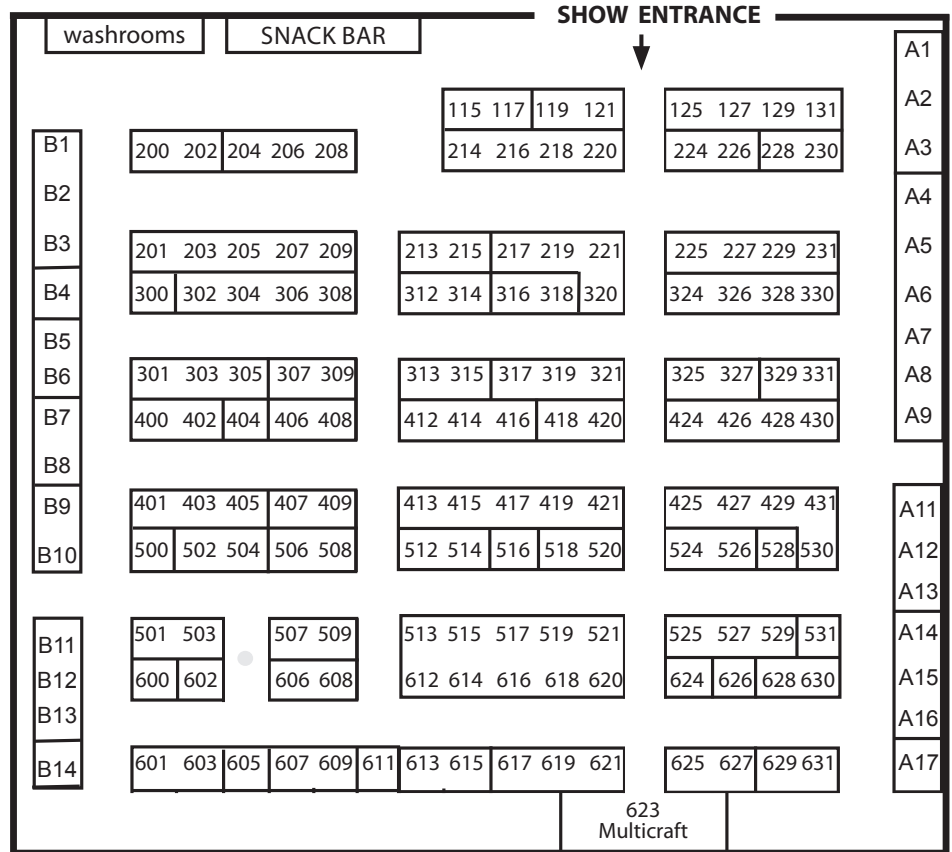 SHOW ENTRANCE
washrooms SNACK BAR
A1
115 117 119 121 125 127 129 131 A2
B1 200 202 204 206 208 214 216 218 220 224 226 228 230 A3
B2 A4
B3 201 203 205 207 209 213 215 217 219 221 225 227 229 231 A5
B4 300 302 304 306 308 312 314 316 318 320 324 326 328 330 A6
B5 A7
B6 301 303 305 307 309 313 315 317 319 321 325 327 329 331 A8
B7 400 402 404 406 408 412 414 416 418 420 424 426 428 430 A9
B8
B9 401 403 405 407 409 413 415 417 419 421 425 427 429 431 A11
B10 500 502 504 506 508 512 514 516 518 520 524 526 528 530 A12
A13
B11 501 503 507 509 513 515 517 519 521 525 527 529 531 A14
B12 600 602 606 608 612 614 616 618 620 624 626 628 630 A15
B13 A16
B14 601 603 605 607 609 611 613 615 617 619 621 625 627 629 631 A17
623
Multicraft